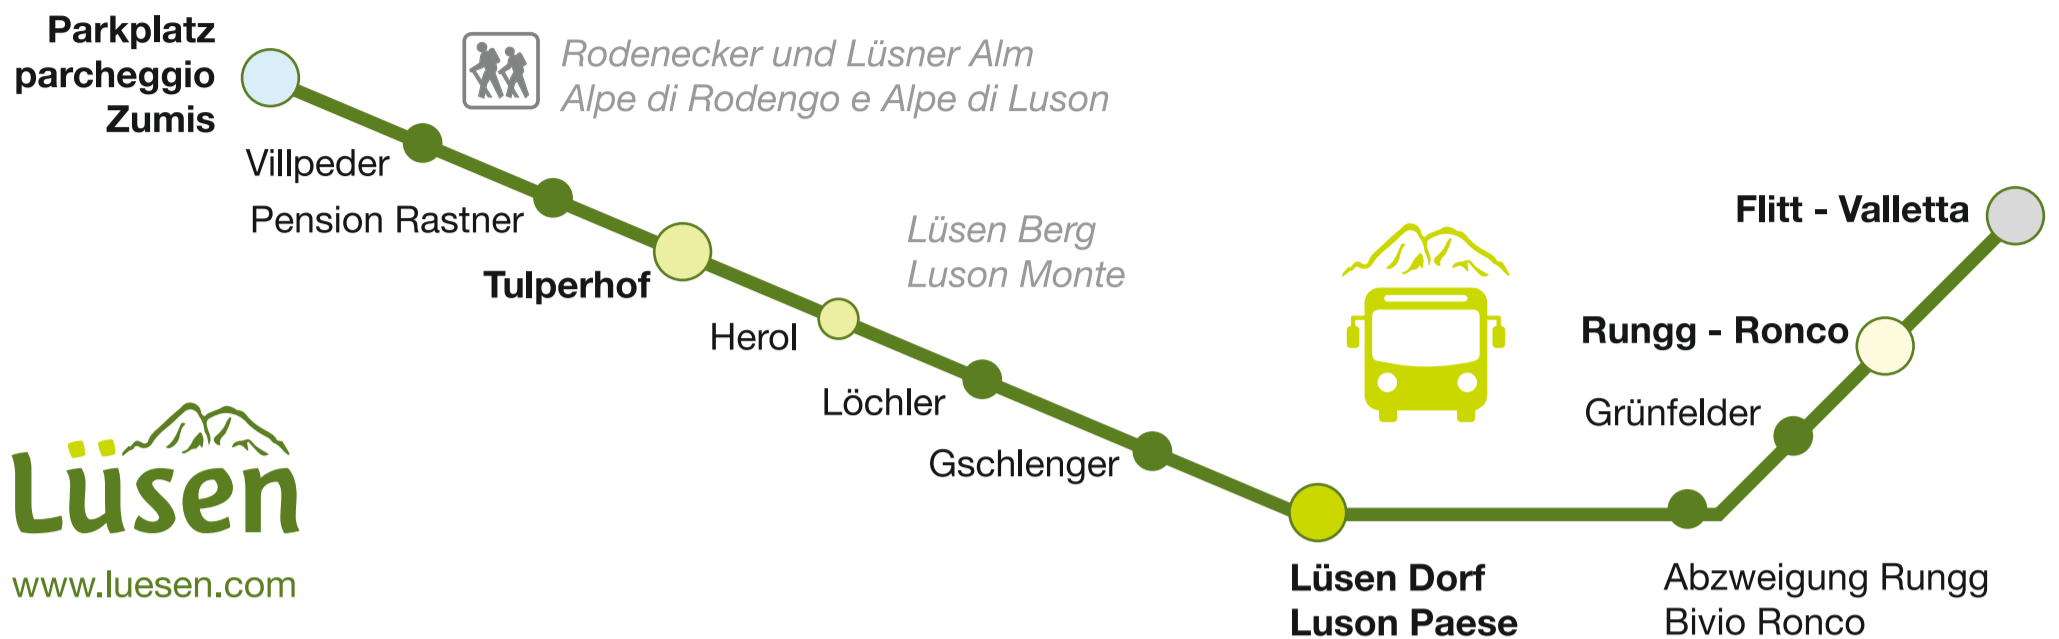 Parkplatz
parcheggio
Zumis
Rodenecker und Lüsner Alm
Alpe di Rodengo e Alpe di Luson
Villpeder
Pension Rastner
Tulperhof
Lüsen Berg
Luson Monte
Herol
Löchler
Gschlenger
Flitt - Valletta
Rungg - Ronco
Grünfelder
Lüsen Dorf
Luson Paese
Abzweigung Rungg
Bivio Ronco
Lüsen
www.luesen.com